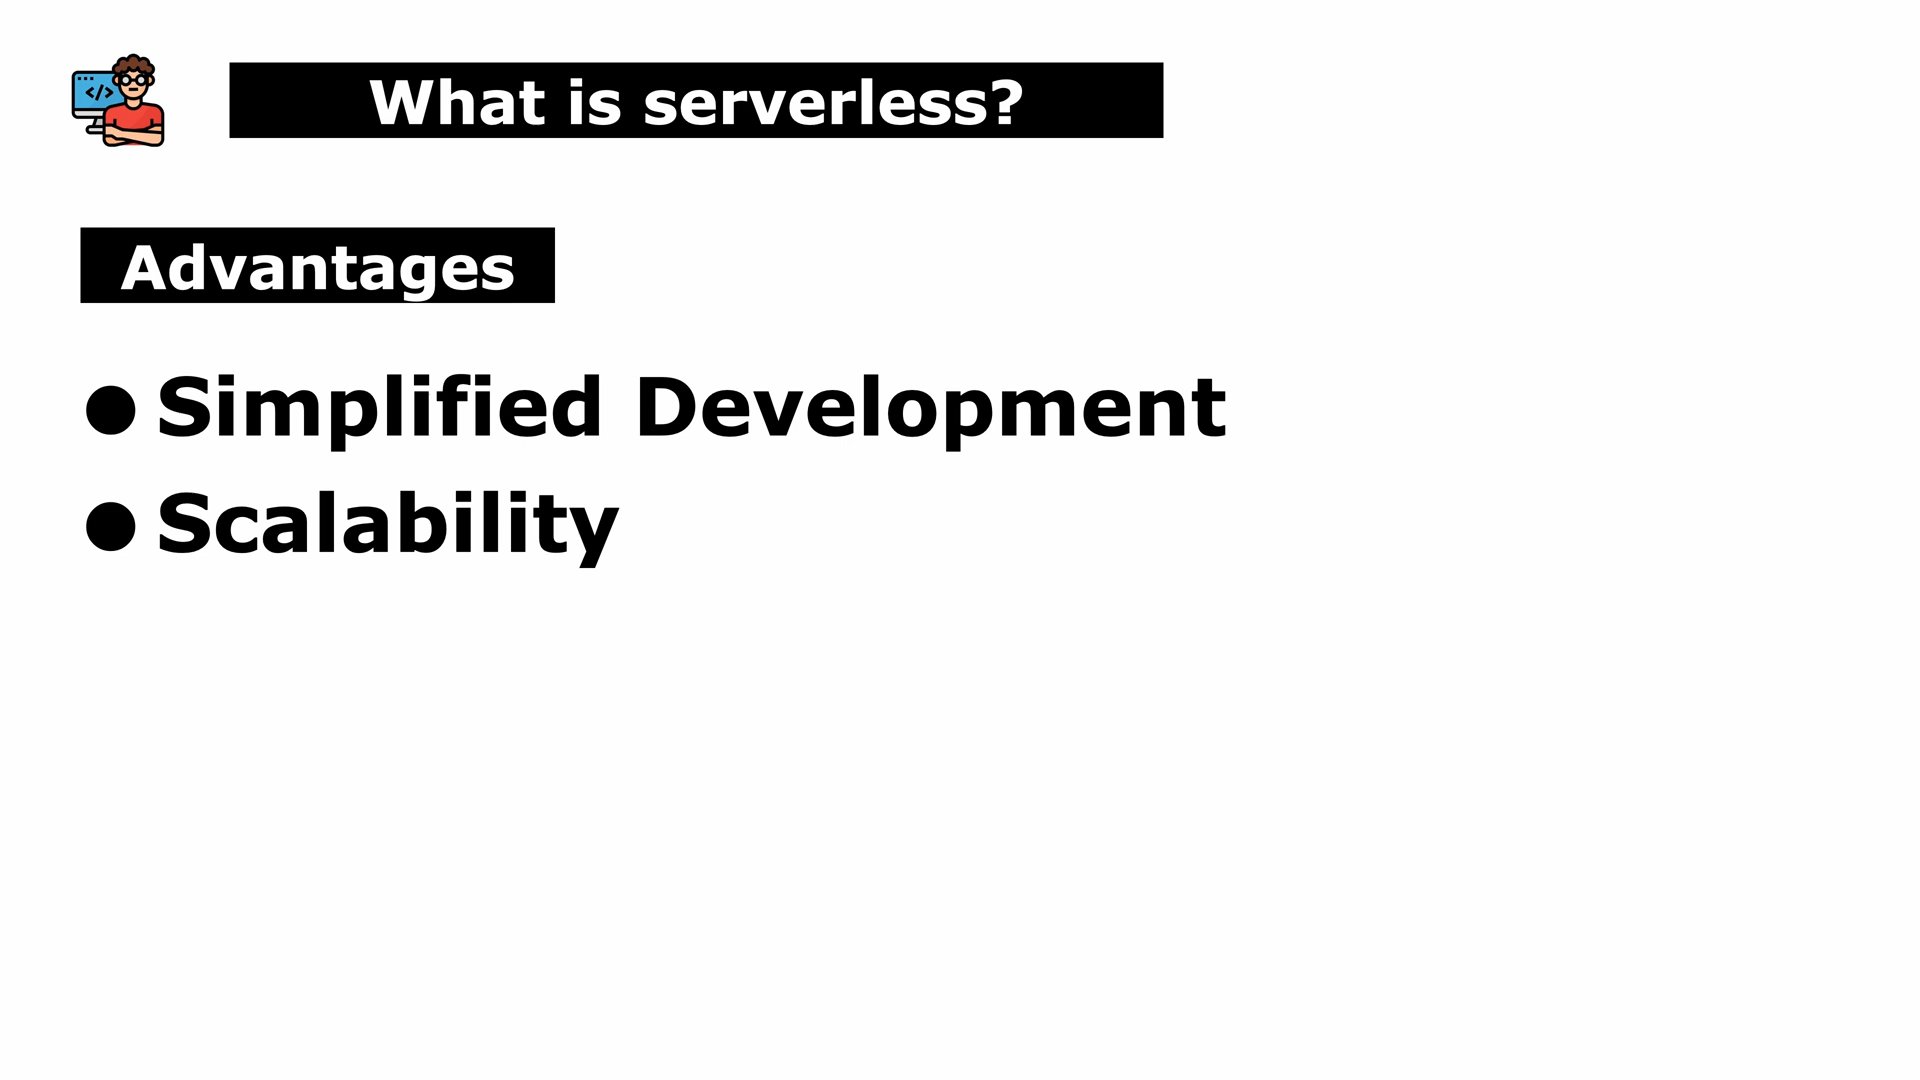 </>
What is serverless?
Advantages
● Simplified Development
● Scalability